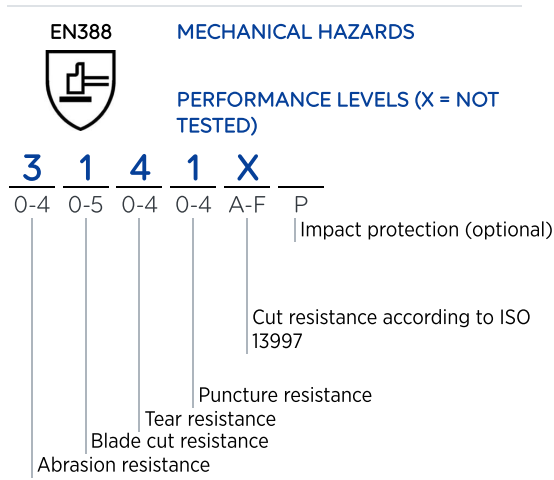 EN388
MECHANICAL HAZARDS
PERFORMANCE LEVELS (X = NOT
TESTED)
3 1 4 1 X
0-4 0-5 0-4 0-4 A-F P
Impact protection (optional)
Cut resistance according to ISO
13997
Puncture resistance
Tear resistance
Blade cut resistance
Abrasion resistance